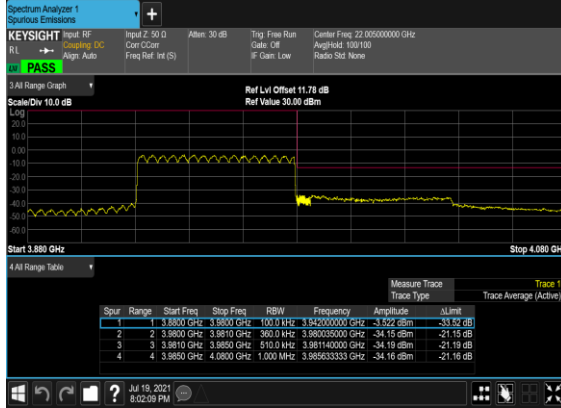 Spectrum Analyzer 1
Spurious Emissions
+
KEYSIGHT Input: RF Input Z: 50 Ω Atten: 30 dB Trig: Free Run Center Freq: 22.005000000 GHz
RL Coupling: DC Corr CCorr Gate: Off Avg|Hold: 100/100
Align: Auto Freq Ref: Int (S) IF Gain: Low Radio Std: None
PASS
3 All Range Graph Ref Lvl Offset 11.78 dB
Scale/Div 10.0 dB Ref Value 30.00 dBm
Log
20.0
10.0
0.00
-10.0
-20.0
-30.0
-40.0
-50.0
-60.0
Start 3.880 GHz Stop 4.080 GH
4 All Range Table
Measure Trace Trace 1
Trace Type Trace Average (Active)
Spur Range Start Freq Stop Freq RBW Frequency Amplitude ΔLimit
1 1 3.8800 GHz 3.9800 GHz 100.0 kHz 3.942000000 GHz -3.522 dBm -33.52 dB
2 2 3.9800 GHz 3.9810 GHz 360.0 kHz 3.980035000 GHz -34.15 dBm -21.15 dB
3 3 3.9810 GHz 3.9850 GHz 510.0 kHz 3.981140000 GHz -34.19 dBm -21.19 dB
4 4 3.9850 GHz 4.0800 GHz 1.000 MHz 3.985633333 GHz -34.16 dBm -21.16 dB
? Jul 19, 2021
8:02:09 PM